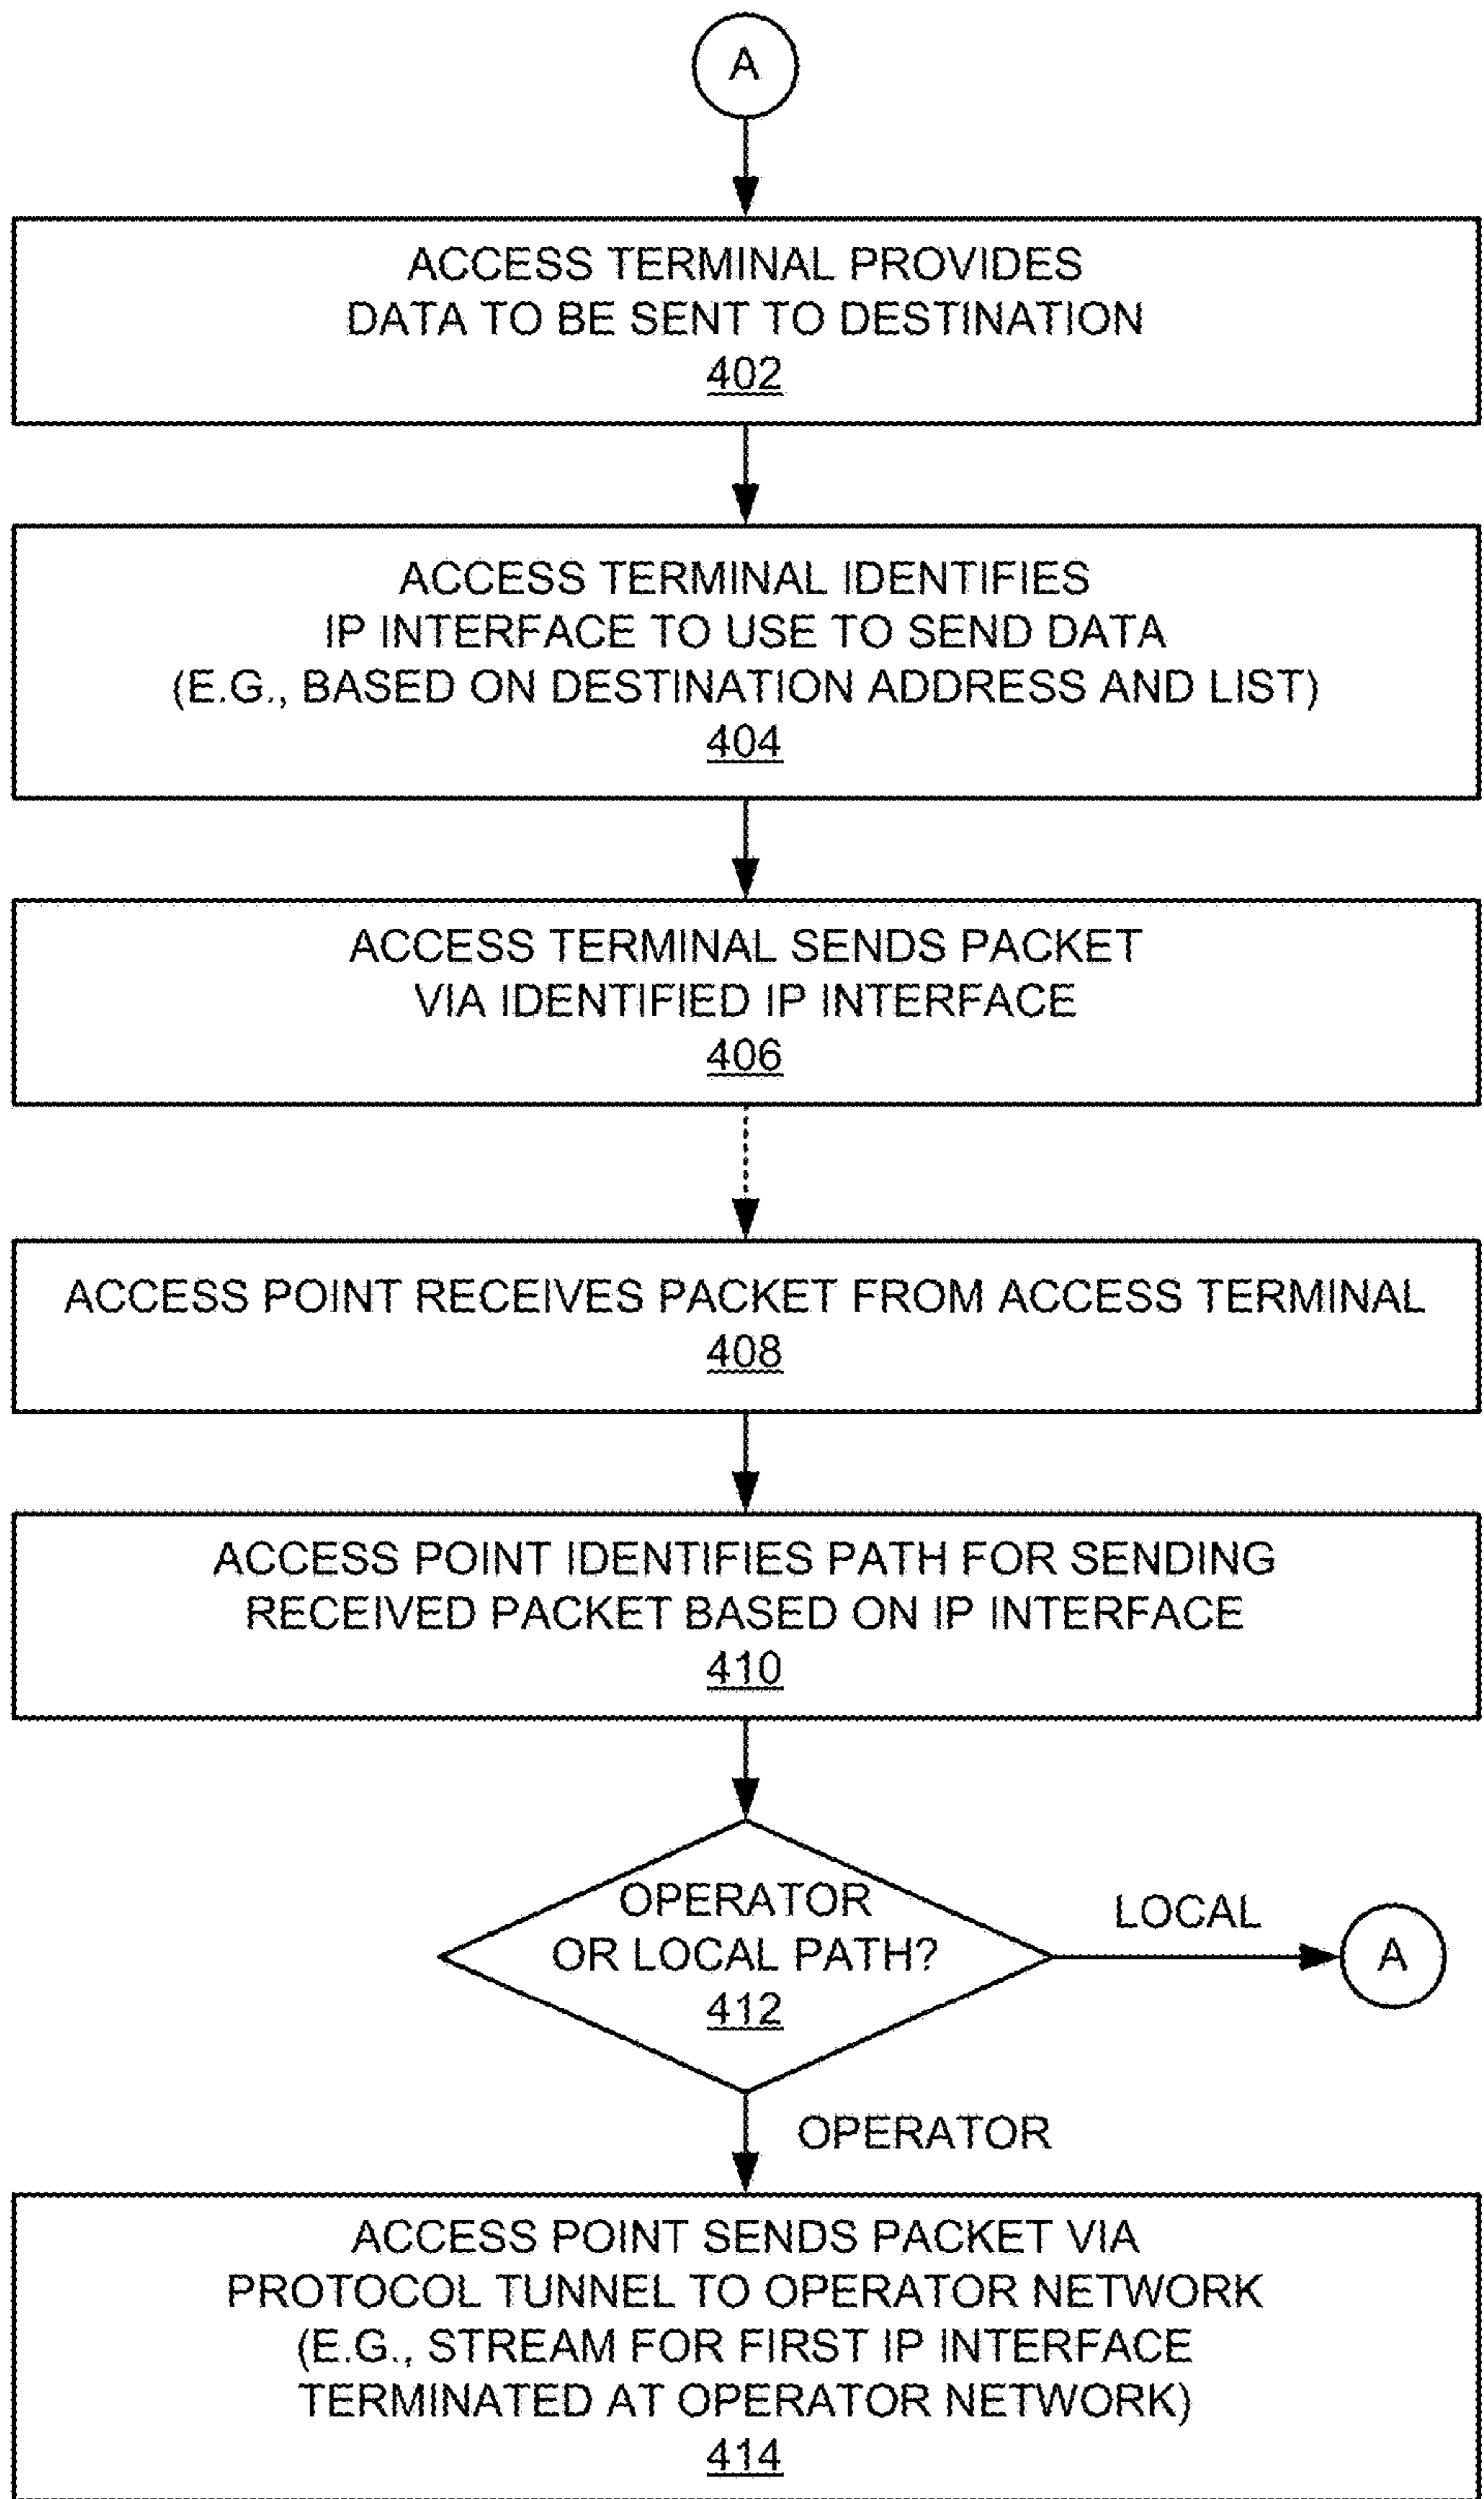 A
ACCESS TERMINAL PROVIDES
DATA TO BE SENT TO DESTINATION
402
ACCESS TERMINAL IDENTIFIES
IP INTERFACE TO USE TO SEND DATA
(E.G., BASED ON DESTINATION ADDRESS AND LIST)
404
ACCESS TERMINAL SENDS PACKET
VIA IDENTIFIED IP INTERFACE
406
ACCESS POINT RECEIVES PACKET FROM ACCESS TERMINAL
408
ACCESS POINT IDENTIFIES PATH FOR SENDING
RECEIVED PACKET BASED ON IP INTERFACE
410
OPERATOR
OR LOCAL PATH?
412
LOCAL
A
OPERATOR
ACCESS POINT SENDS PACKET VIA
PROTOCOL TUNNEL TO OPERATOR NETWORK
(E.G., STREAM FOR FIRST IP INTERFACE
TERMINATED AT OPERATOR NETWORK)
414